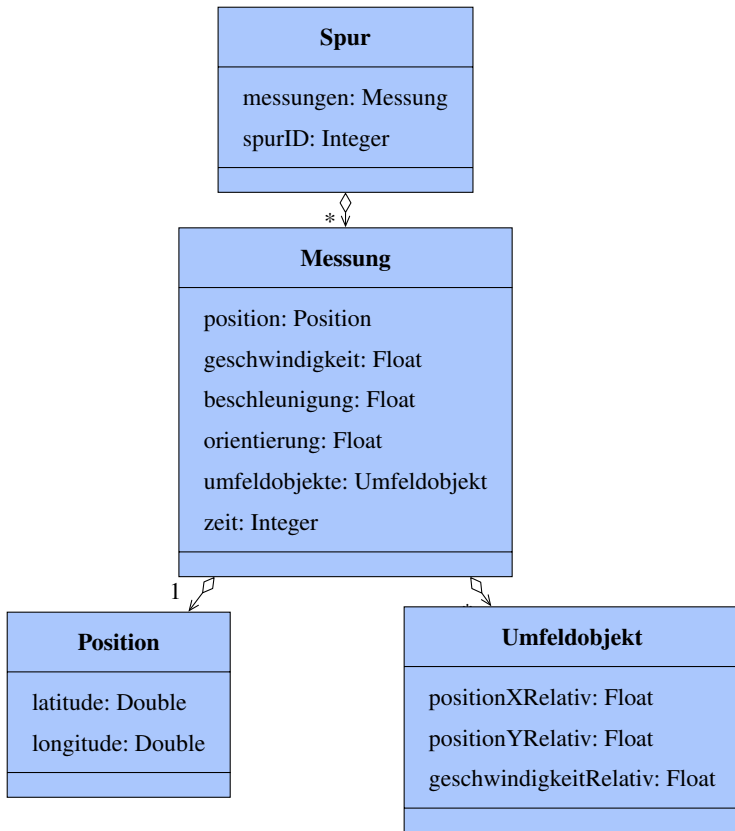 Spur
messungen: Messung
spurID: Integer
*
Messung
position: Position
geschwindigkeit: Float
beschleunigung: Float
orientierung: Float
umfeldobjekte: Umfeldobjekt
zeit: Integer
1
Position
latitude: Double
longitude: Double
*
Umfeldobjekt
positionXRelativ: Float
positionYRelativ: Float
geschwindigkeitRelativ: Float